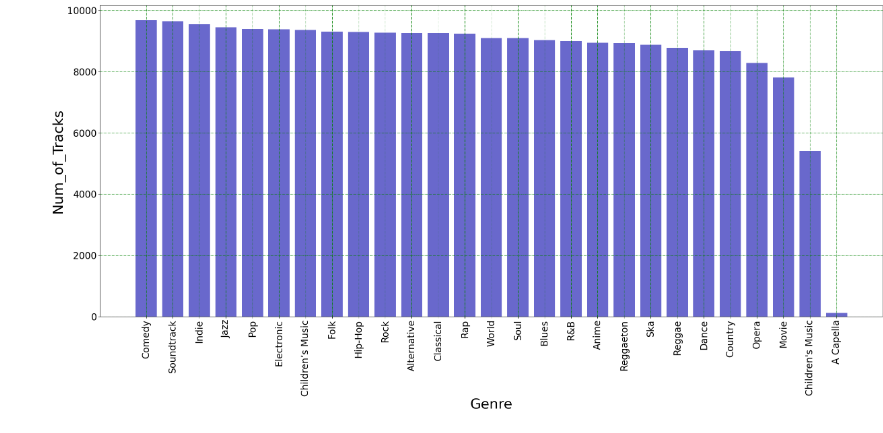 10000
8000
6000
4000
2000
0
Num_of_Tracks
Comedy
Soundtrack
Indie
Jazz
Pop
Electronic
Children’s Music
Folk
Hip-Hop
Rock
Alternative
Classical
Rap
World
Soul
Blues
R&B
Anime
Reggaeton
Ska
Reggae
Dance
Country
Opera
Movie
Children's Music
A Capella
Genre